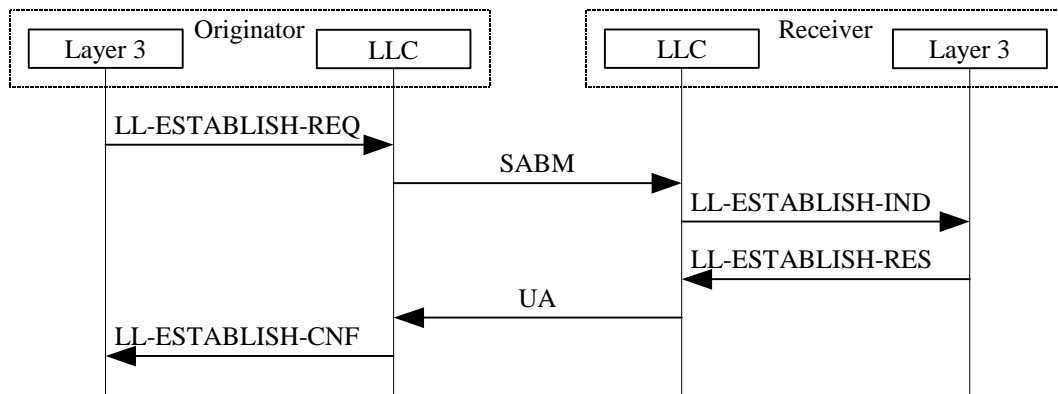 Originator
Receiver
Layer 3
LLC
LLC
Layer 3
LL-ESTABLISH-REQ
SABM
LL-ESTABLISH-IND
LL-ESTABLISH-RES
UA
LL-ESTABLISH-CNF